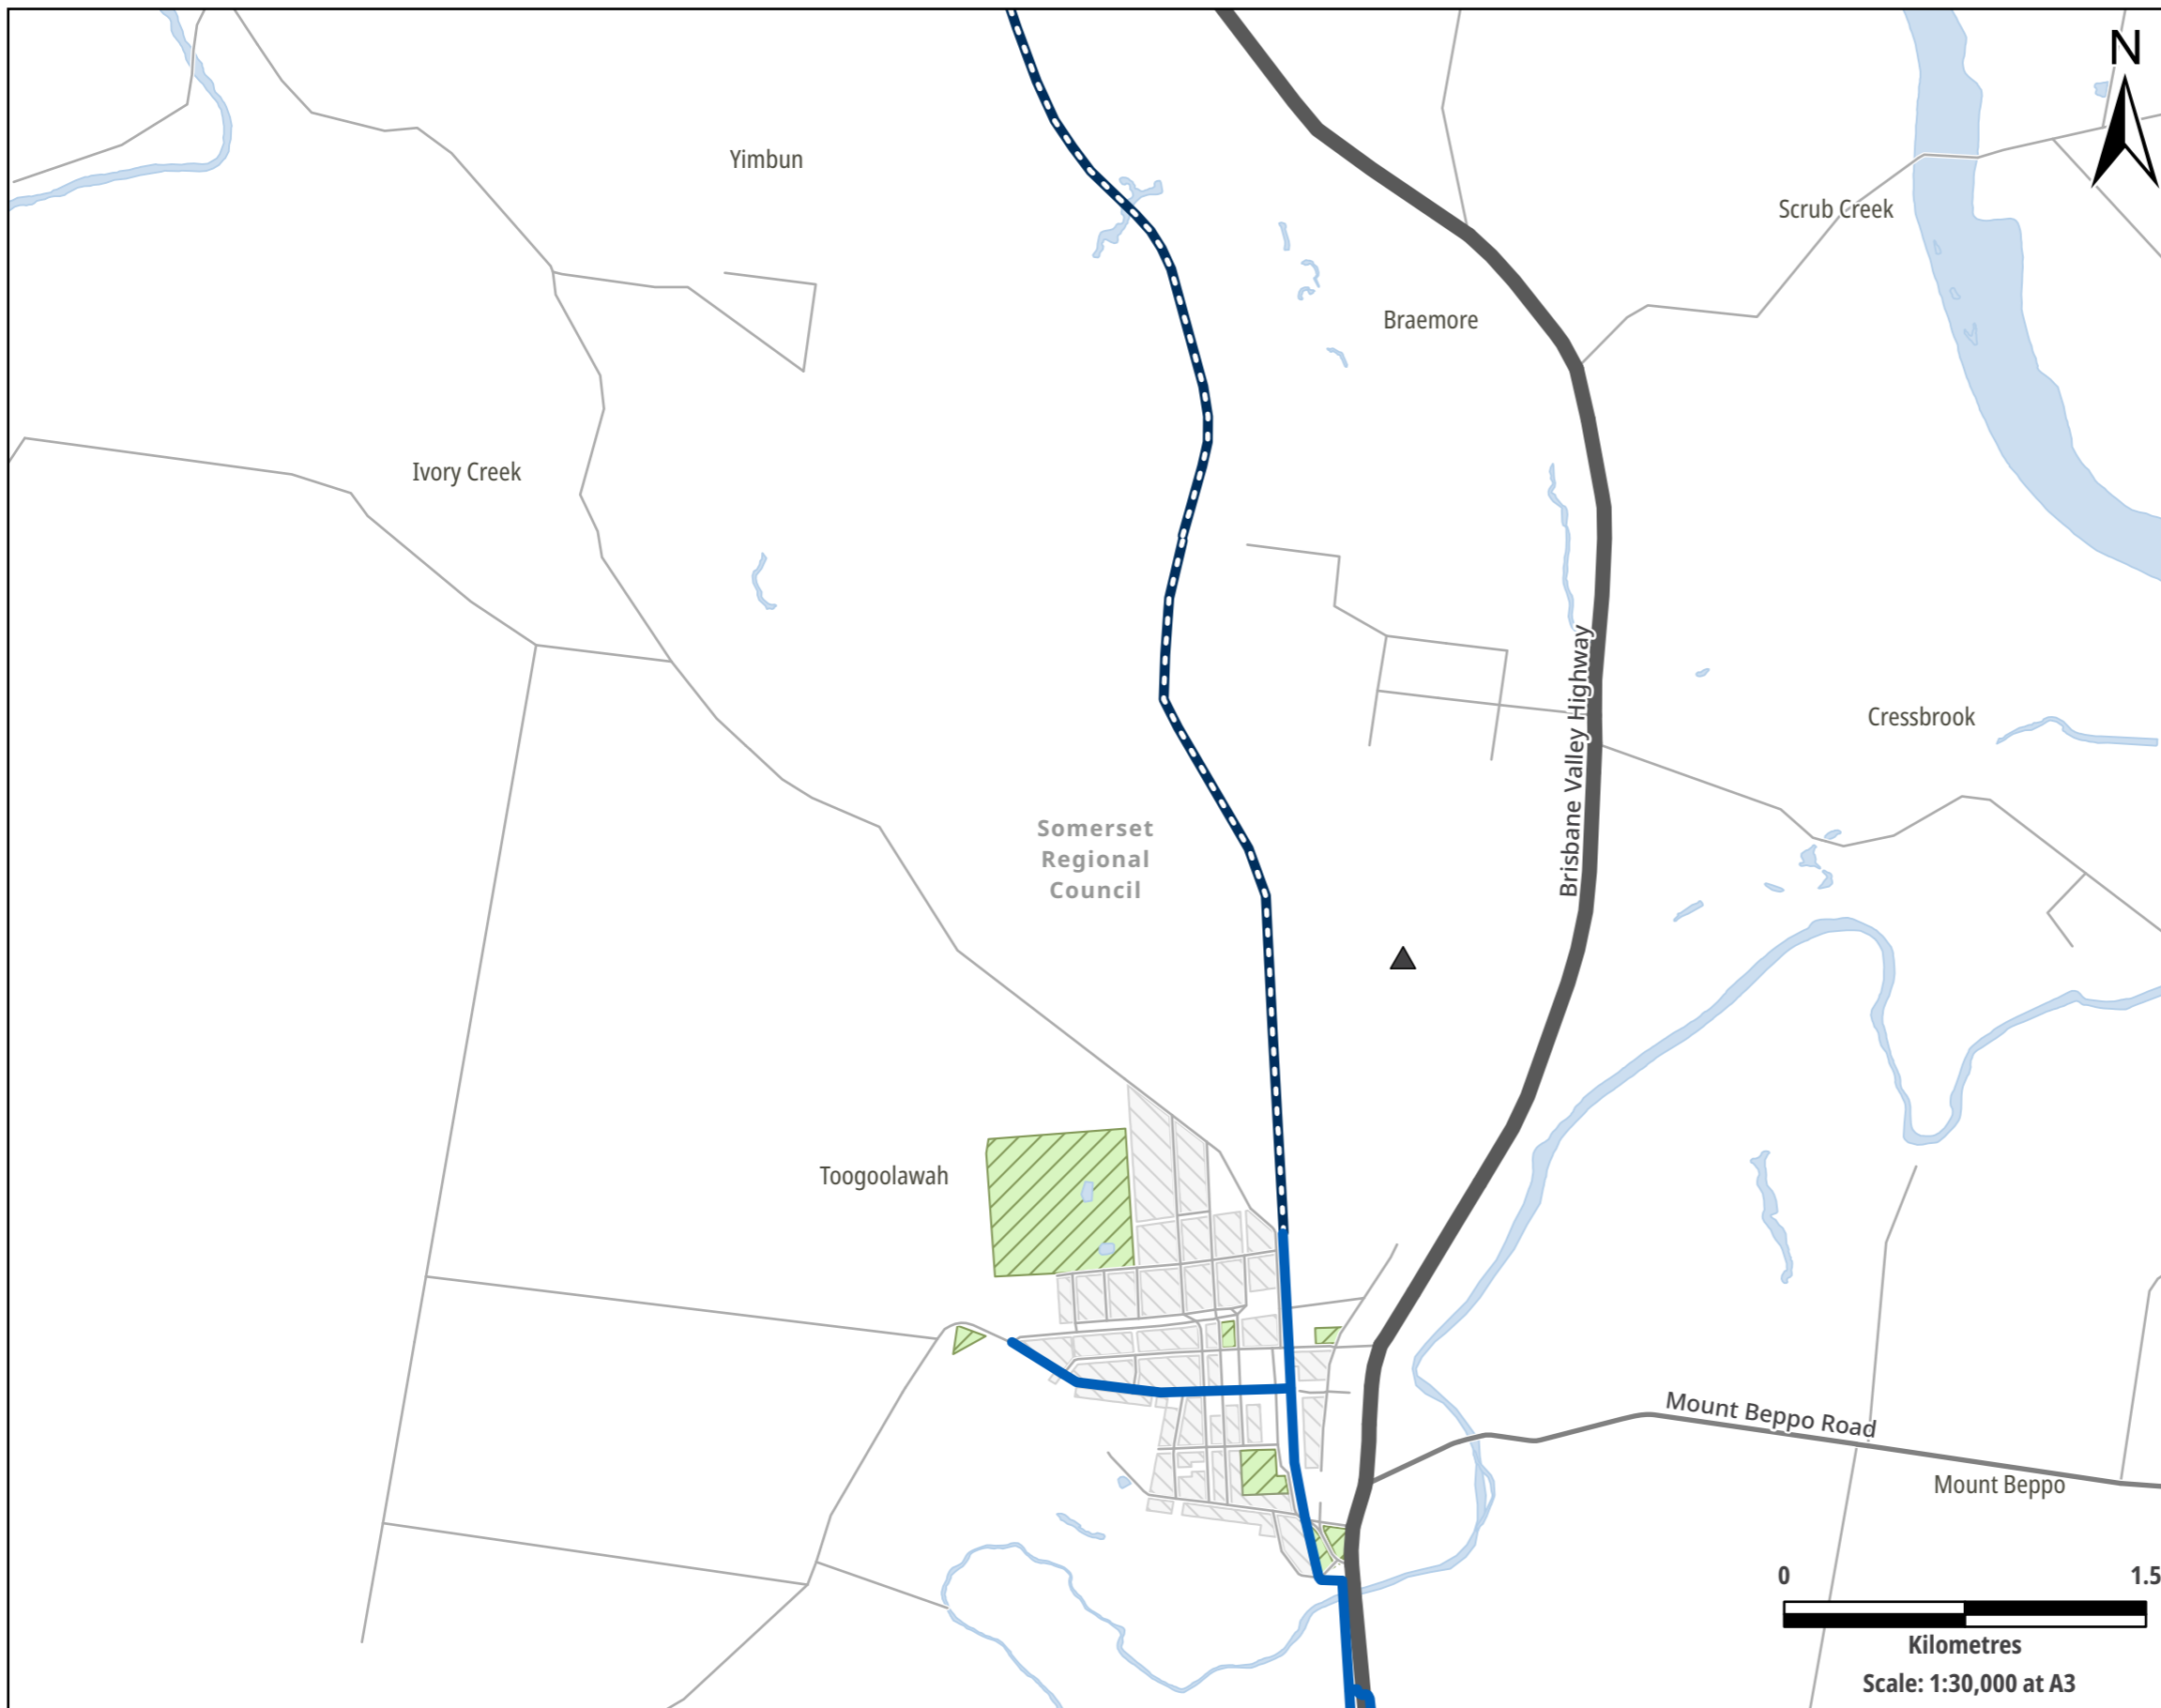 N
Yimbun
Scrub Creek
Braemore
Ivory Creek
Brisbane Valley Highway
Cressbrook
Somerset
Regional
Council
Toogoolawah
Mount Beppo Road
Mount Beppo
0 1.5
Kilometres
Scale: 1:30,000 at A3